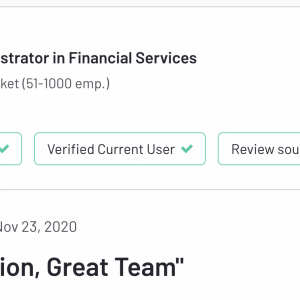 strator in Financial Services
ket (51-1000 emp.)
Verified Current User Review sou
Nov 23, 2020
ion, Great Team"